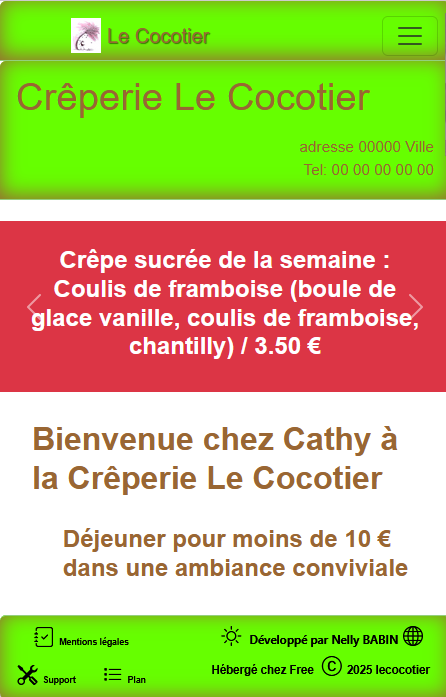 Le Cocotier
Crêperie Le Cocotier
adresse 00000 Ville
Tel: 00 00 00 00 00
Crêpe sucrée de la semaine :
Coulis de framboise (boule de
glace vanille, coulis de framboise,
chantilly) / 3.50 €
Bienvenue chez Cathy à
la Crêperie Le Cocotier
Déjeuner pour moins de 10 €
dans une ambiance conviviale
Mentions légales
Développé par Nelly BABIN
Support
Plan
Hébergé chez Free © 2025 lecocotier